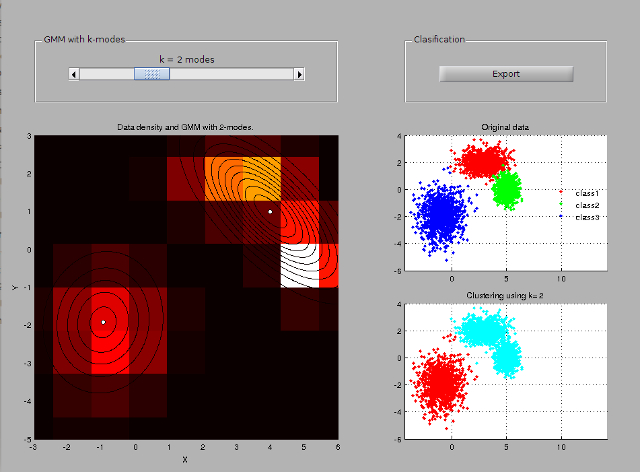 GMM with k-modes
k = 2 modes
Clasification
Export
Data density and GMM with 2-modes.
3
2
1
0
-1
-2
-3
-4
-5
Y
-3 -2 -1 0 1 2 3 4 5 6
X
Original data
4
2
0
-2
-4
-6
0 5 10
class1
class2
class3
Clustering using k= 2
4
2
0
-2
-4
-6
0 5 10